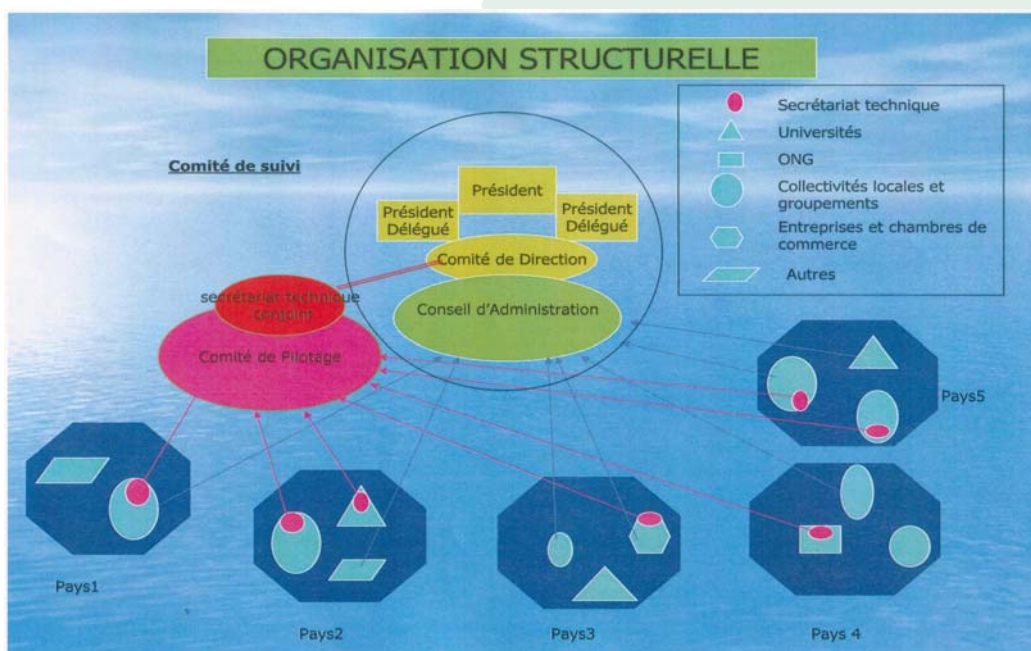 ORGANISATION STRUCTURELLE
Secrétariat technique
Universités
ONG
Collectivités locales et
groupements
Entreprises et chambres de
commerce
Autres
Comité de suivi
Président
Président
Délégué
Président
Délégué
Comité de Direction
secrétariat technique
conjoint
Conseil d'Administration
Comité de Pilotage
Pays5
Pays1
Pays2
Pays3
Pays 4